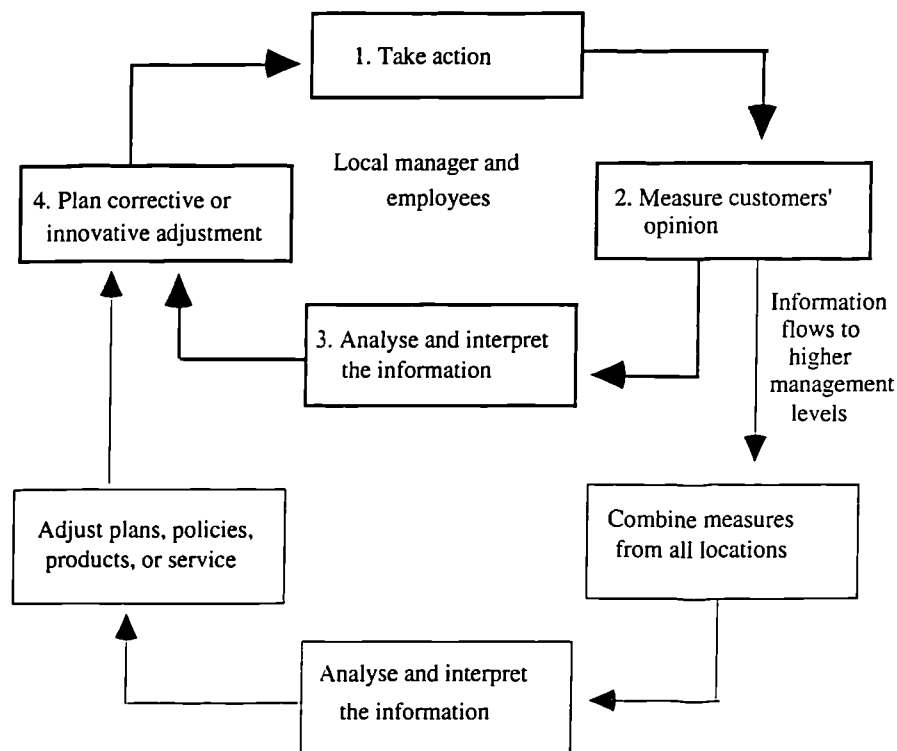 1. Take action
Local manager and
employees
4. Plan corrective or
innovative adjustment
2. Measure customers'
opinion
3. Analyse and interpret
the information
Information
flows to
higher
management
levels
Adjust plans, policies,
products, or service
Combine measures
from all locations
Analyse and interpret
the information